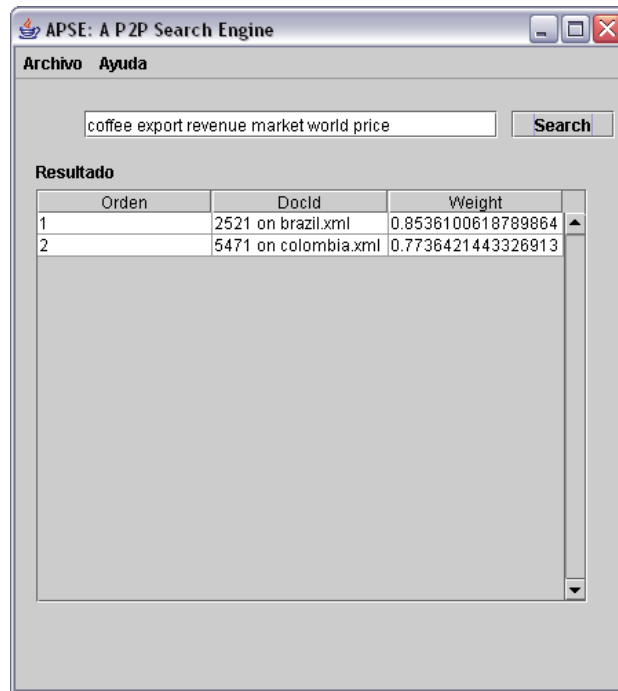 APSE: A P2P Search Engine
Archivo Ayuda
coffee export revenue market world price Search
Resultado
Orden DocId Weight
1 2521 on brazil.xml 0.8536100618789864
2 5471 on colombia.xml 0.7736421443326913